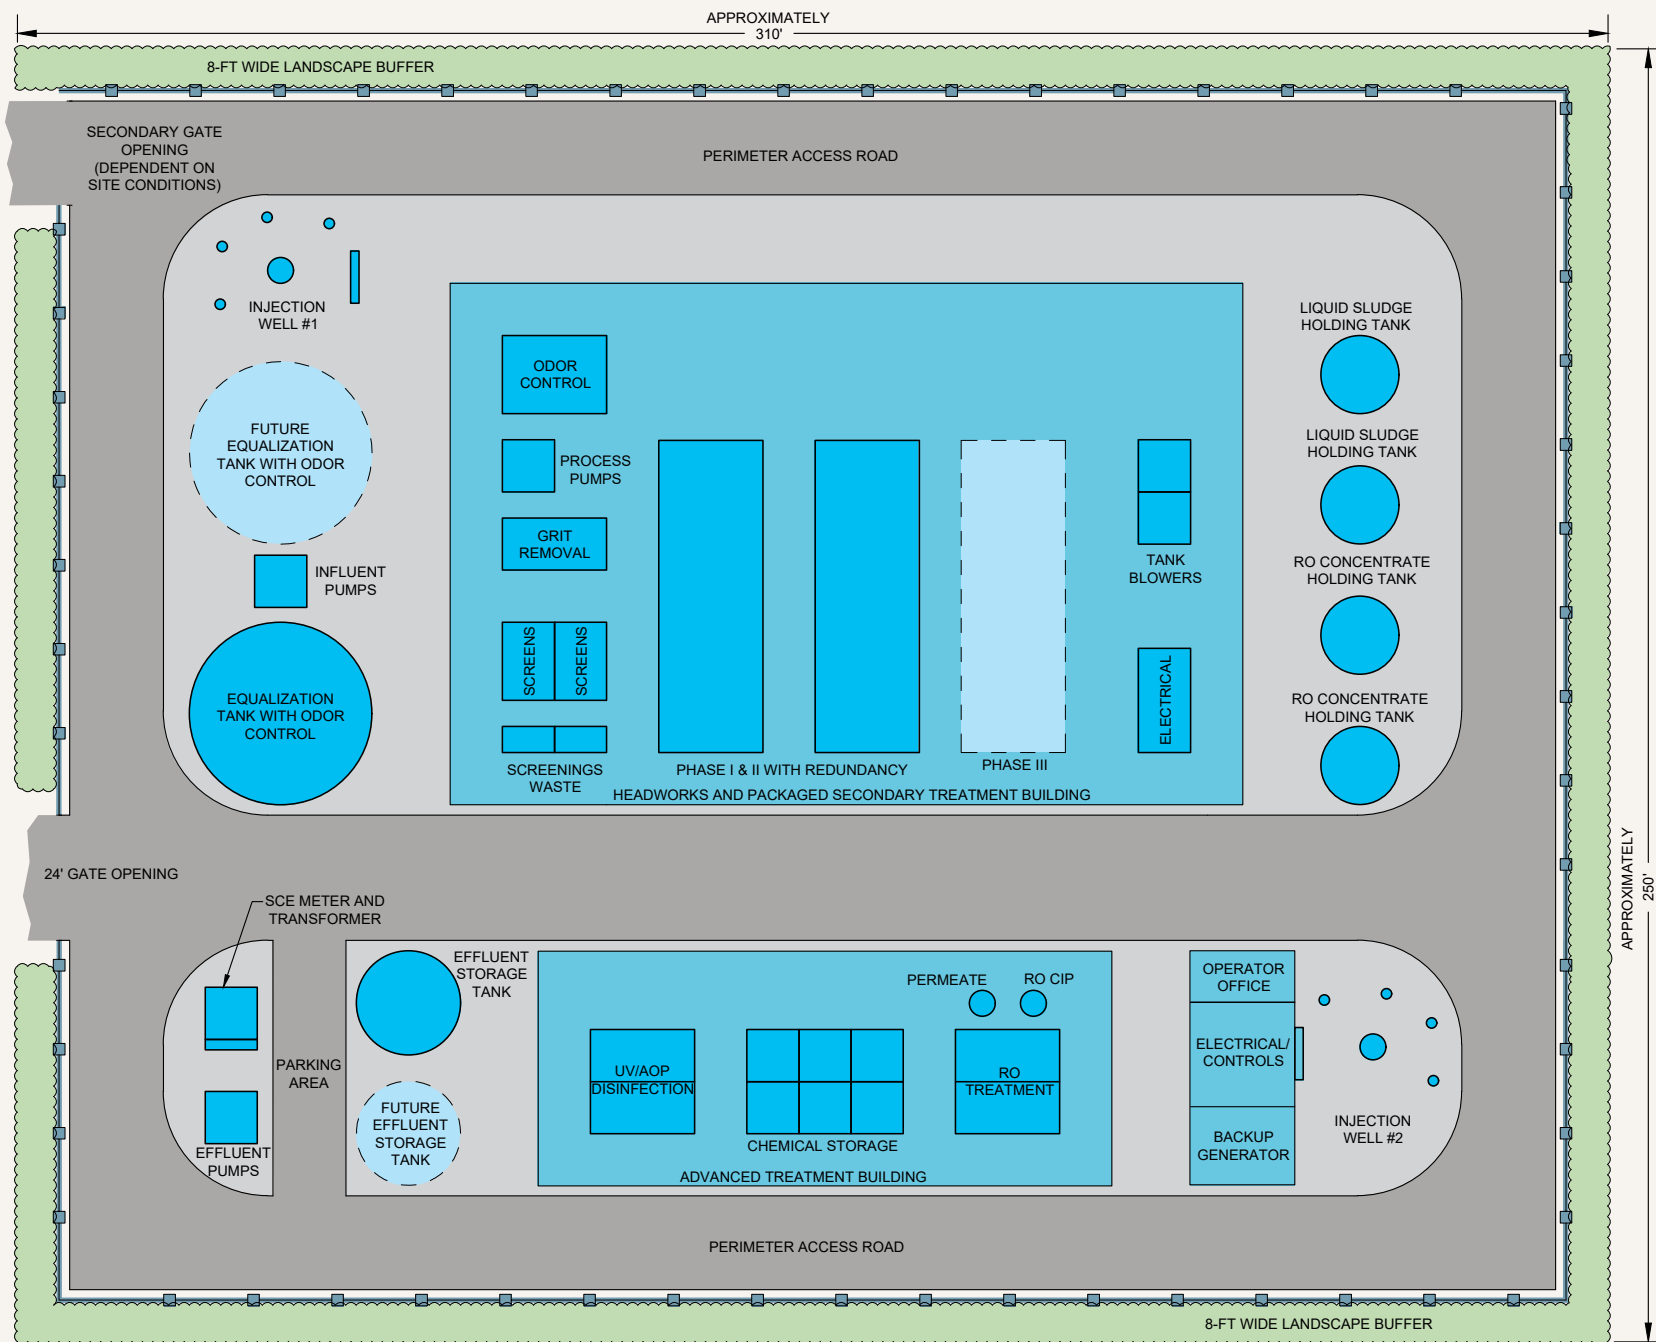 APPROXIMATELY
310'
8-FT WIDE LANDSCAPE BUFFER
SECONDARY GATE
OPENING
(DEPENDENT ON
SITE CONDITIONS)
PERIMETER ACCESS ROAD
INJECTION
WELL #1
FUTURE
EQUALIZATION
TANK WITH ODOR
CONTROL
INFLUENT
PUMPS
EQUALIZATION
TANK WITH ODOR
CONTROL
ODOR
CONTROL
PROCESS
PUMPS
GRIT
REMOVAL
SCREENS
SCREENS
SCREENINGS
WASTE
PHASE I & II WITH REDUNDANCY
PHASE III
TANK
BLOWERS
ELECTRICAL
HEADWORKS AND PACKAGED SECONDARY TREATMENT BUILDING
LIQUID SLUDGE
HOLDING TANK
LIQUID SLUDGE
HOLDING TANK
RO CONCENTRATE
HOLDING TANK
RO CONCENTRATE
HOLDING TANK
APPROXIMATELY
250'
24' GATE OPENING
SCE METER AND
TRANSFORMER
PARKING
AREA
EFFLUENT
PUMPS
EFFLUENT
STORAGE
TANK
FUTURE
EFFLUENT
STORAGE
TANK
PERMEATE
RO CIP
UV/AOP
DISINFECTION
CHEMICAL STORAGE
RO
TREATMENT
ADVANCED TREATMENT BUILDING
OPERATOR
OFFICE
ELECTRICAL/
CONTROLS
BACKUP
GENERATOR
INJECTION
WELL #2
PERIMETER ACCESS ROAD
8-FT WIDE LANDSCAPE BUFFER